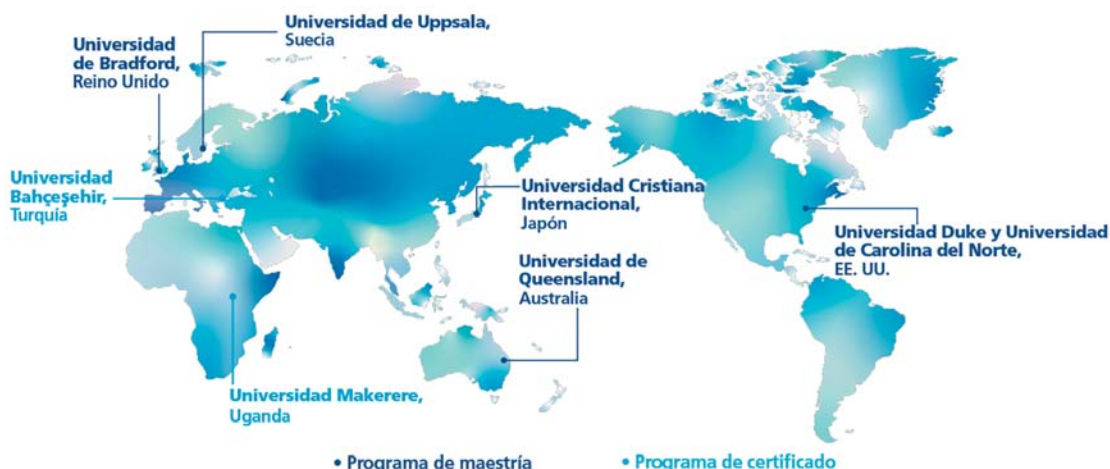 Universidad de Uppsala,
Suecia
Universidad
de Bradford,
Reino Unido
Universidad
Bahçeşehir,
Turquía
Universidad Cristiana
Internacional,
Japón
Universidad Duke y Universidad
de Carolina del Norte,
EE. UU.
Universidad de
Queensland,
Australia
Universidad Makerere,
Uganda
• Programa de maestría
• Programa de certificado